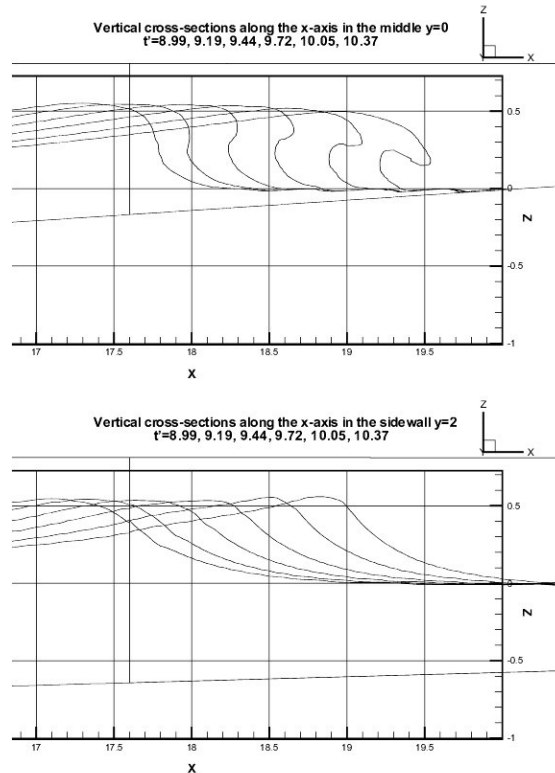 Vertical cross-sections along the x-axis in the middle y=0
t'=8.99, 9.19, 9.44, 9.72, 10.05, 10.37
Z
Y
X
0.5
0
Z
-0.5
-1
17
17.5
18
18.5
19
19.5
X
Vertical cross-sections along the x-axis in the sidewall y=2
t'=8.99, 9.19, 9.44, 9.72, 10.05, 10.37
Z
Y
X
0.5
0
Z
-0.5
-1
17
17.5
18
18.5
19
19.5
X